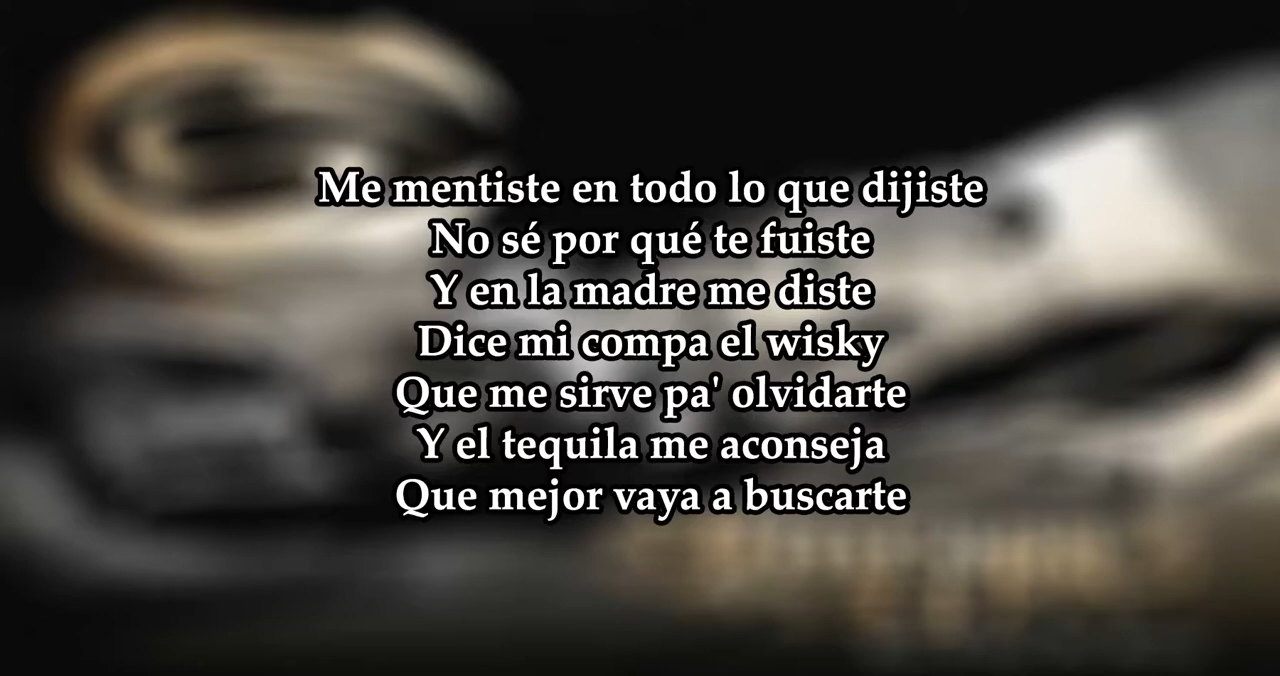 Me mentiste en todo lo que dijiste
No sé por qué te fuiste
Y en la madre me diste
Dice mi compa el wisky
Que me sirve pa' olvidarte
Y el tequila me aconseja
Que mejor vaya a buscarte